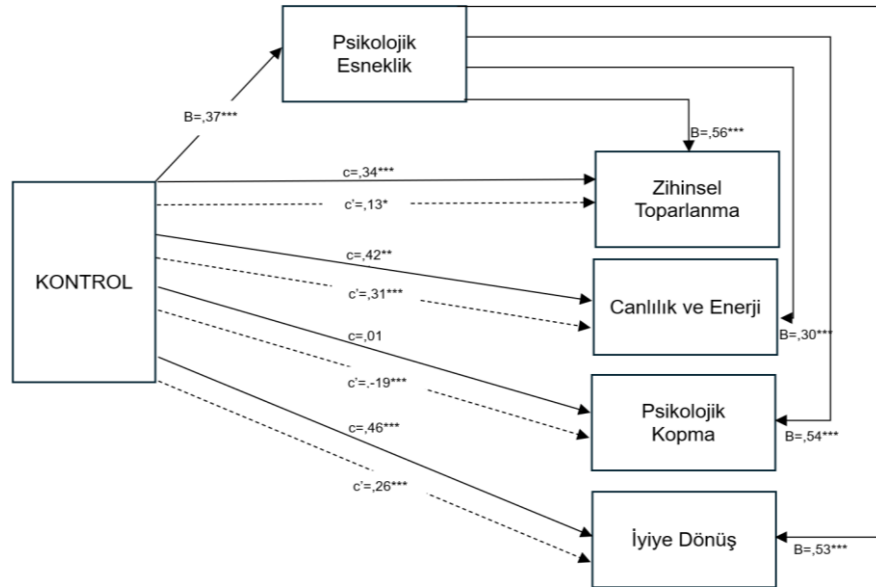 Psikolojik
Esneklik
B=,37***
B=,56***
c=,34***
Zihinsel
Toparlanma
c'=,13*
KONTROL
c=,42**
c'=,31***
Canlılık ve Enerji
B=,30***
c=,01
c'=.-19***
Psikolojik
Kopma
B=,54***
c=,46***
c'=,26***
İyiye Dönüş
B=,53***